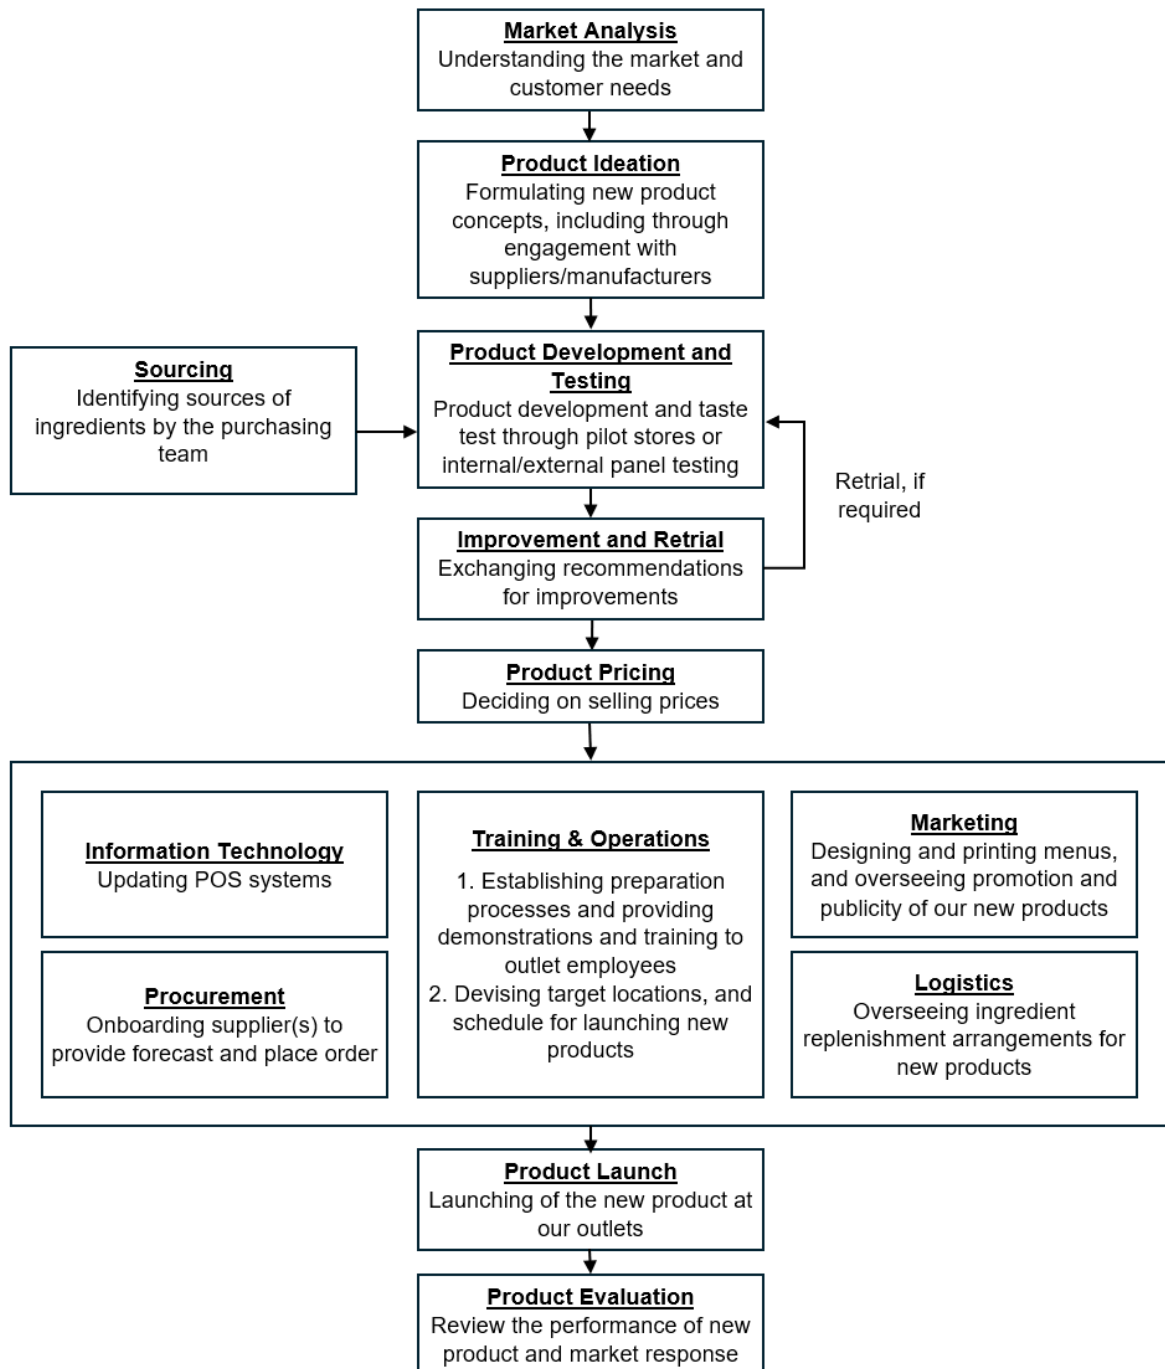 Market Analysis
Understanding the market and
customer needs
Product Ideation
Formulating new product
concepts, including through
engagement with
suppliers/manufacturers
Sourcing
Identifying sources of
ingredients by the purchasing
team
Product Development and
Testing
Product development and taste
test through pilot stores or
internal/external panel testing
Retrial, if
required
Improvement and Retrial
Exchanging recommendations
for improvements
Product Pricing
Deciding on selling prices
Information Technology
Updating POS systems
Procurement
Onboarding supplier(s) to
provide forecast and place order
Training & Operations
1. Establishing preparation
processes and providing
demonstrations and training to
outlet employees
2. Devising target locations, and
schedule for launching new
products
Marketing
Designing and printing menus,
and overseeing promotion and
publicity of our new products
Logistics
Overseeing ingredient
replenishment arrangements for
new products
Product Launch
Launching of the new product at
our outlets
Product Evaluation
Review the performance of new
product and market response